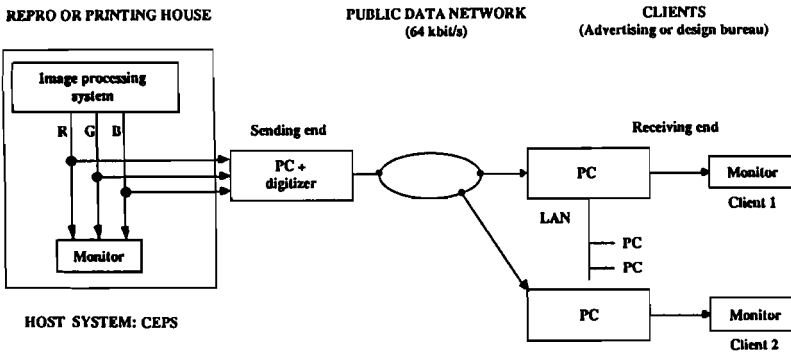 REPRO OR PRINTING HOUSE
PUBLIC DATA NETWORK
(64 kbit/s)
CLIENTS
(Advertising or design bureau)
Image processing
system
R G B
Sending end
Receiving end
PC +
digitizer
PC
Monitor
Client 1
LAN
PC
PC
Monitor
PC
Monitor
Client 2
HOST SYSTEM: CEPS